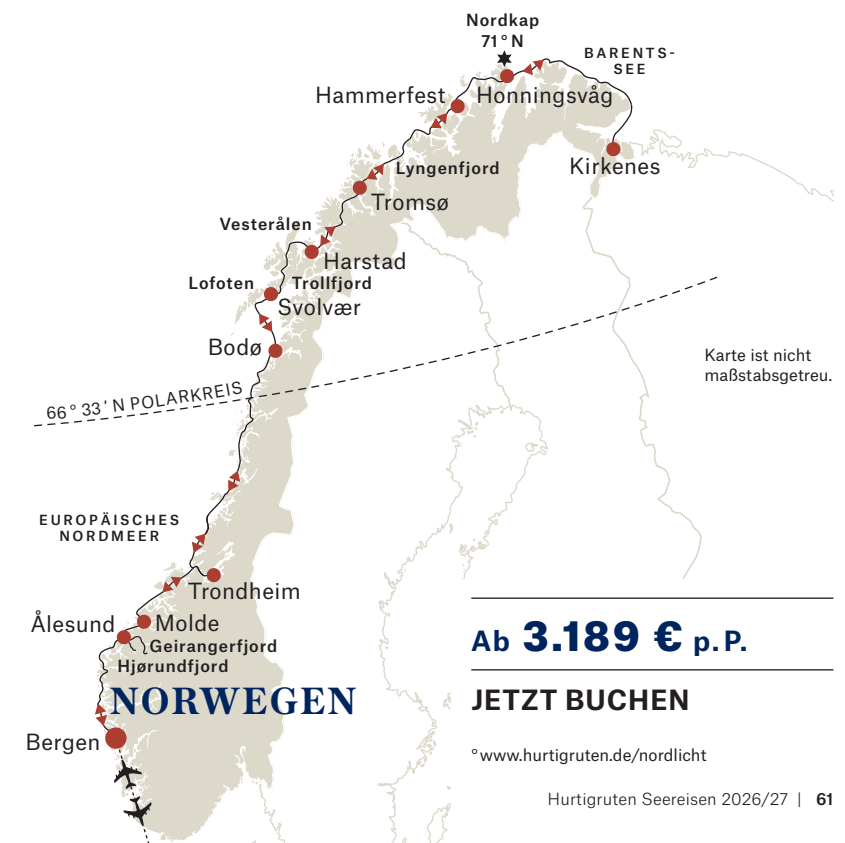 Nordkap
71° N
BARENTS-
SEE
Hammerfest
Honningsvåg
Kirkenes
Lyngenfjord
Tromsø
Vesterålen
Harstad
Lofoten
Trollfjord
Svolvær
Bodø
Karte ist nicht
maßstabsgetreu.
66° 33′ N POLARKREIS
EUROPÄISCHES
NORDMEER
Trondheim
Ålesund
Molde
Geirangerfjord
Hjørundfjord
NORWEGEN
Bergen
Ab 3.189 € p. P.
JETZT BUCHEN
°www.hurtigruten.de/nordlicht
Hurtigruten Seereisen 2026/27 | 61